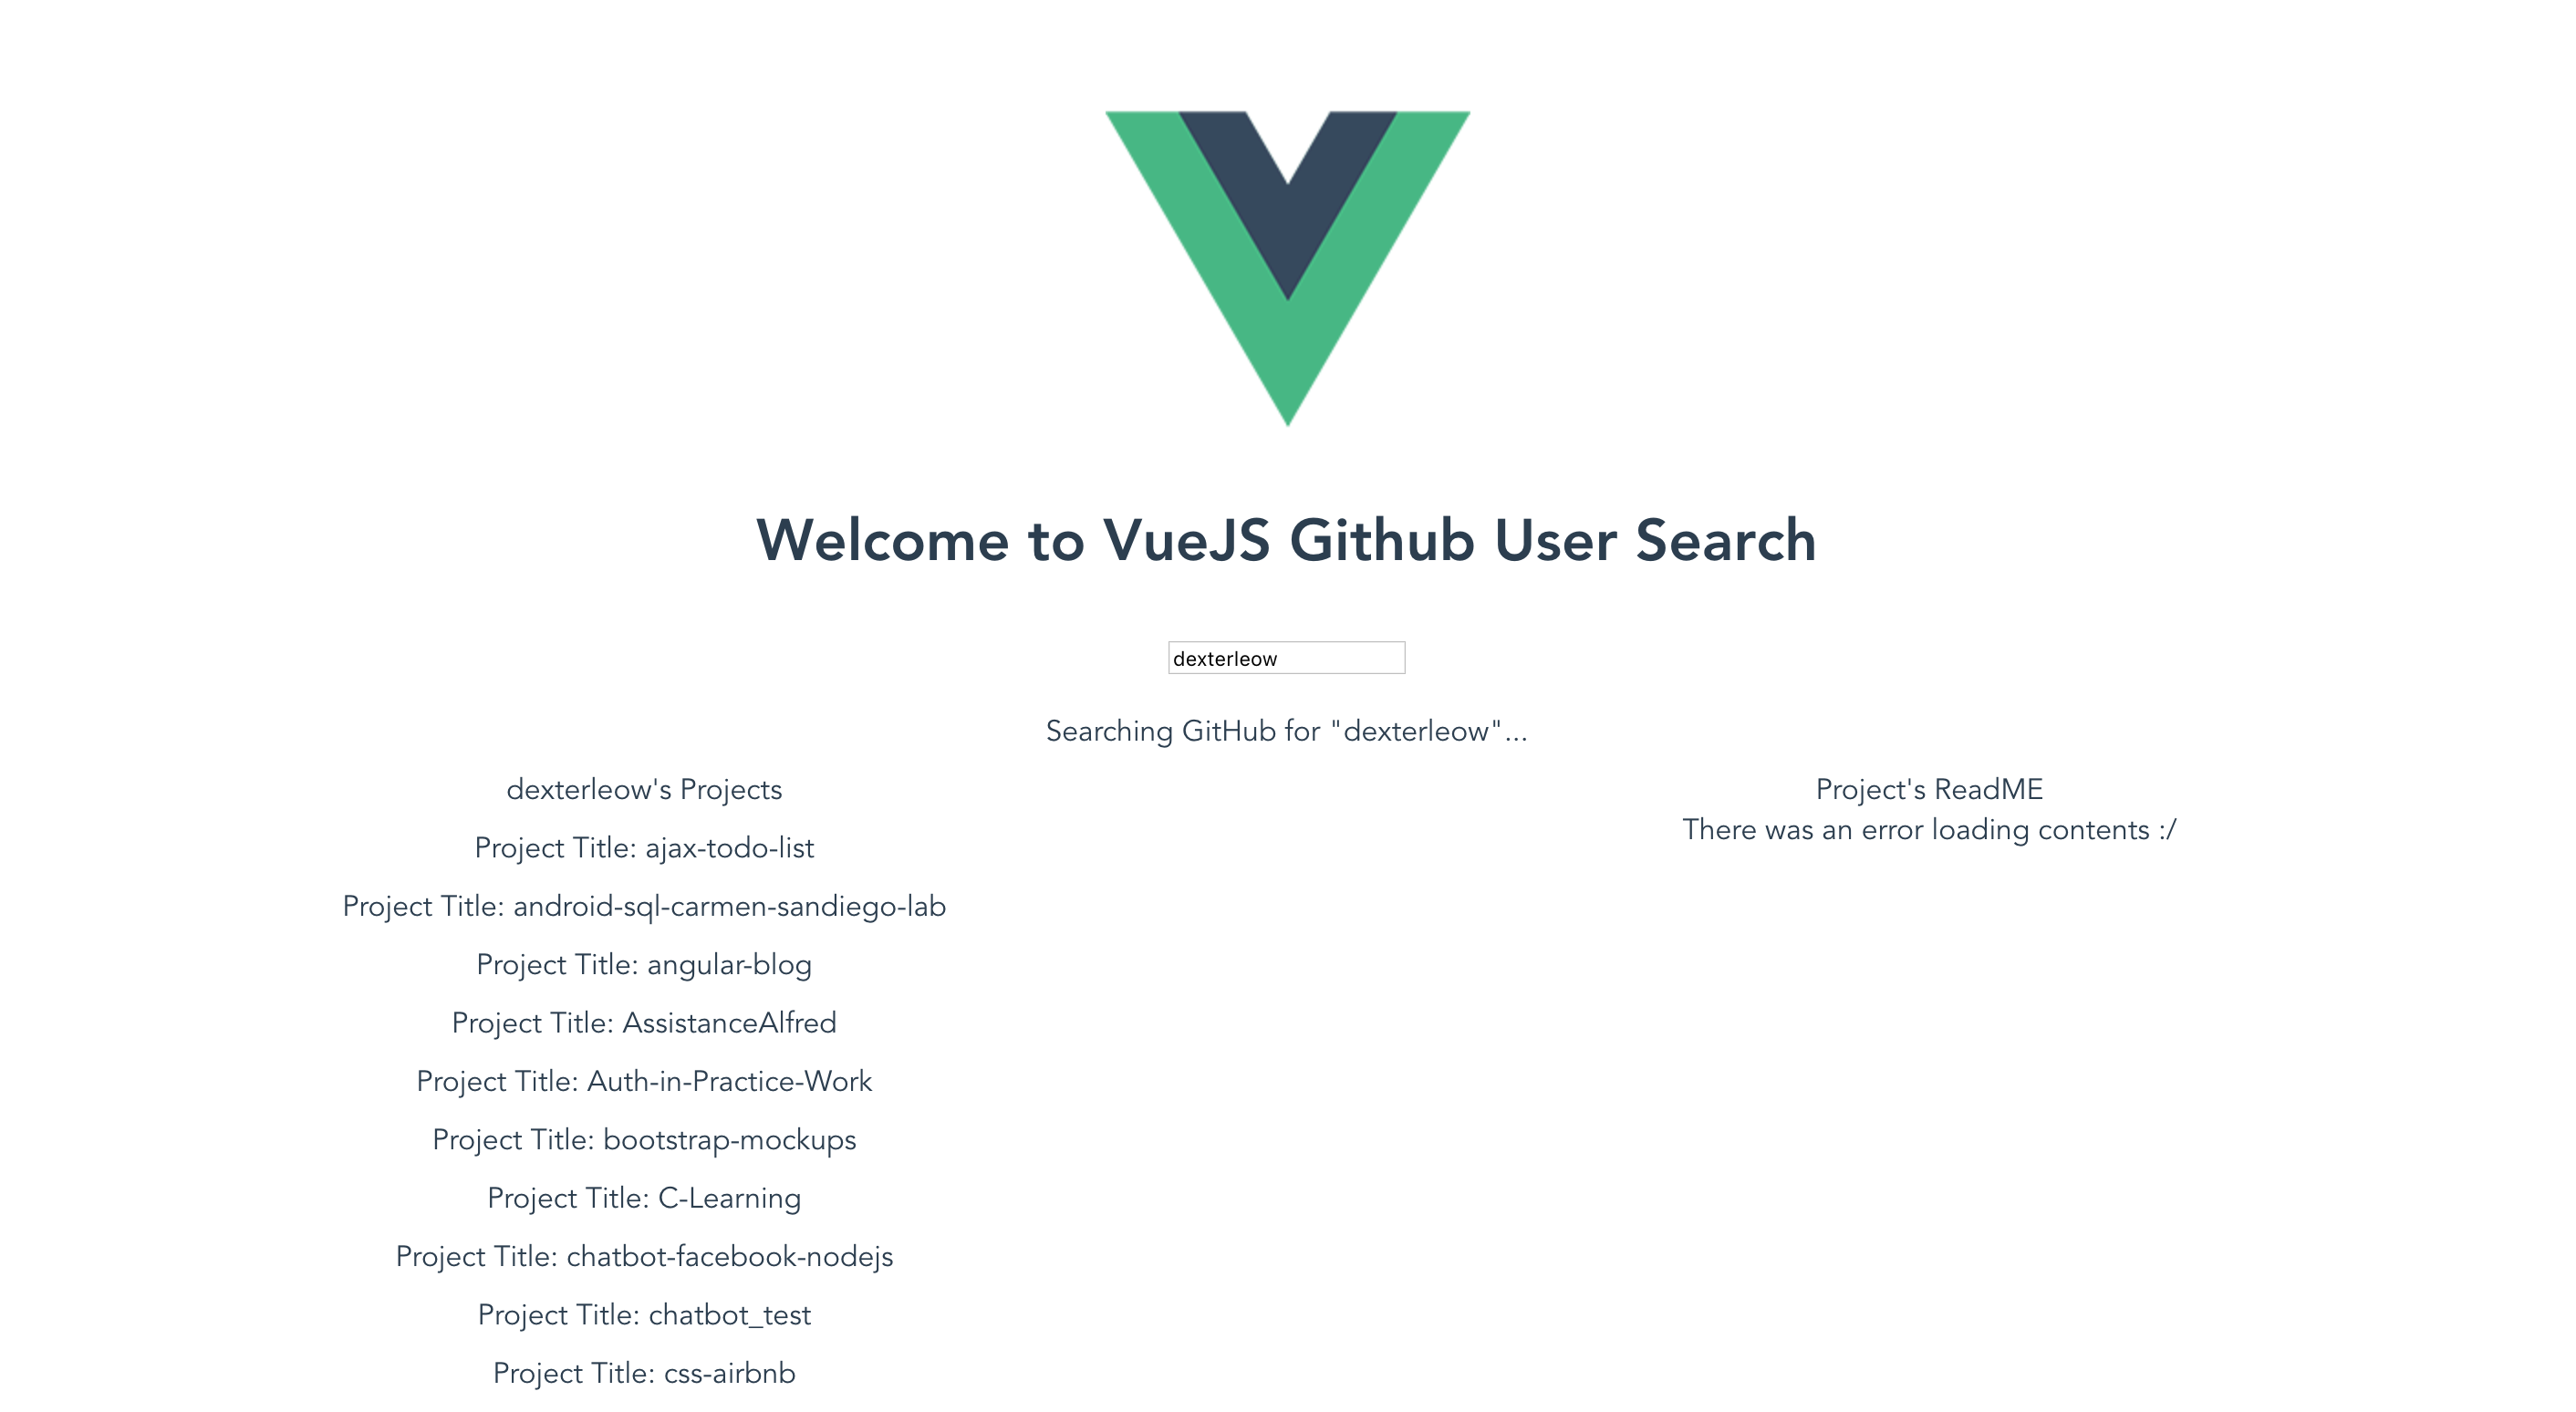 Welcome to VueJS Github User Search
dexterleow
Searching GitHub for "dexterleow"...
dexterleow's Projects
Project Title: ajax-todo-list
Project Title: android-sql-carmen-sandiego-lab
Project Title: angular-blog
Project Title: AssistanceAlfred
Project Title: Auth-in-Practice-Work
Project Title: bootstrap-mockups
Project Title: C-Learning
Project Title: chatbot-facebook-nodejs
Project Title: chatbot_test
Project Title: css-airbnb
Project's ReadME
There was an error loading contents :/